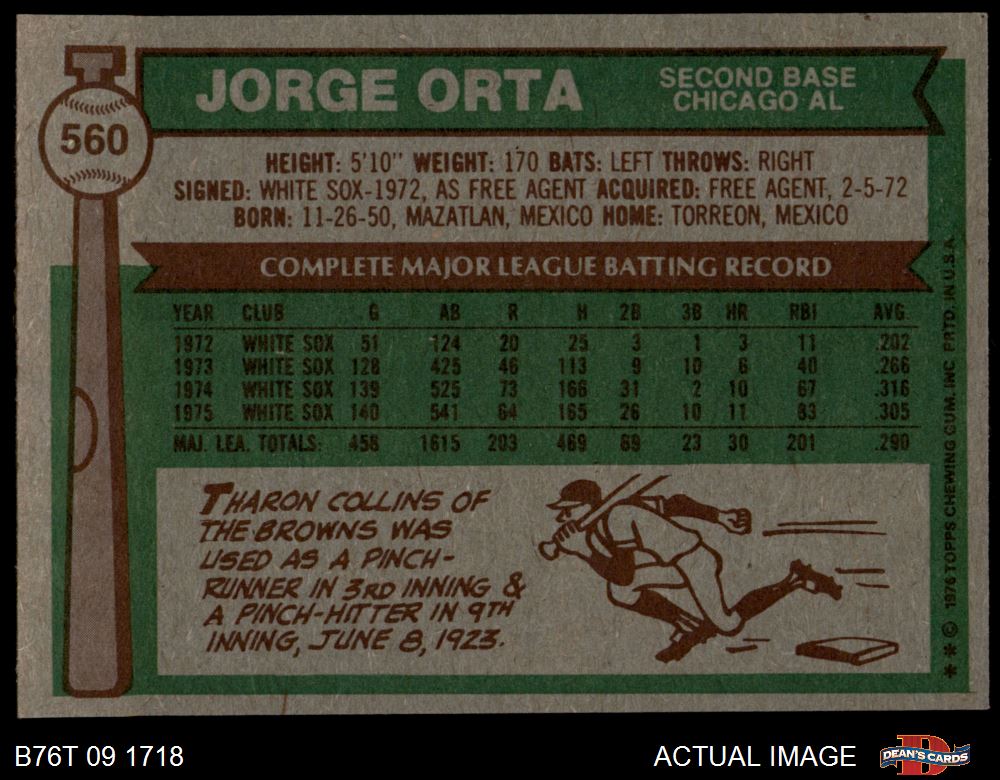 JORGE ORTA
SECOND BASE
CHICAGO AL
560
HEIGHT: 5'10" WEIGHT: 170 BATS: LEFT THROWS: RIGHT
SIGNED: WHITE SOX-1972, AS FREE AGENT ACQUIRED: FREE AGENT, 2-5-72
BORN: 11-26-50, MAZATLAN, MEXICO HOME: TORREON, MEXICO
COMPLETE MAJOR LEAGUE BATTING RECORD
YEAR CLUB G AB R H 2B 3B HR RBI AVG.
1972 WHITE SOX 51 124 20 25 3 1 3 11 .202
1973 WHITE SOX 128 425 46 113 9 10 6 40 .266
1974 WHITE SOX 139 525 73 166 31 2 10 67 .316
1975 WHITE SOX 140 541 64 165 26 10 11 83 .305
MAJ. LEA. TOTALS: 458 1615 203 469 69 23 30 201 .290
THARON COLLINS OF
THE BROWNS WAS
USED AS A PINCH-
RUNNER IN 3RD INNING &
A PINCH-HITTER IN 9TH
INNING, JUNE 8, 1923.
* * © 1976 TOPPS CHEWING GUM, INC. PRTD. IN U.S.A.
B76T 09 1718
ACTUAL IMAGE
D
DEAN'S CARDS